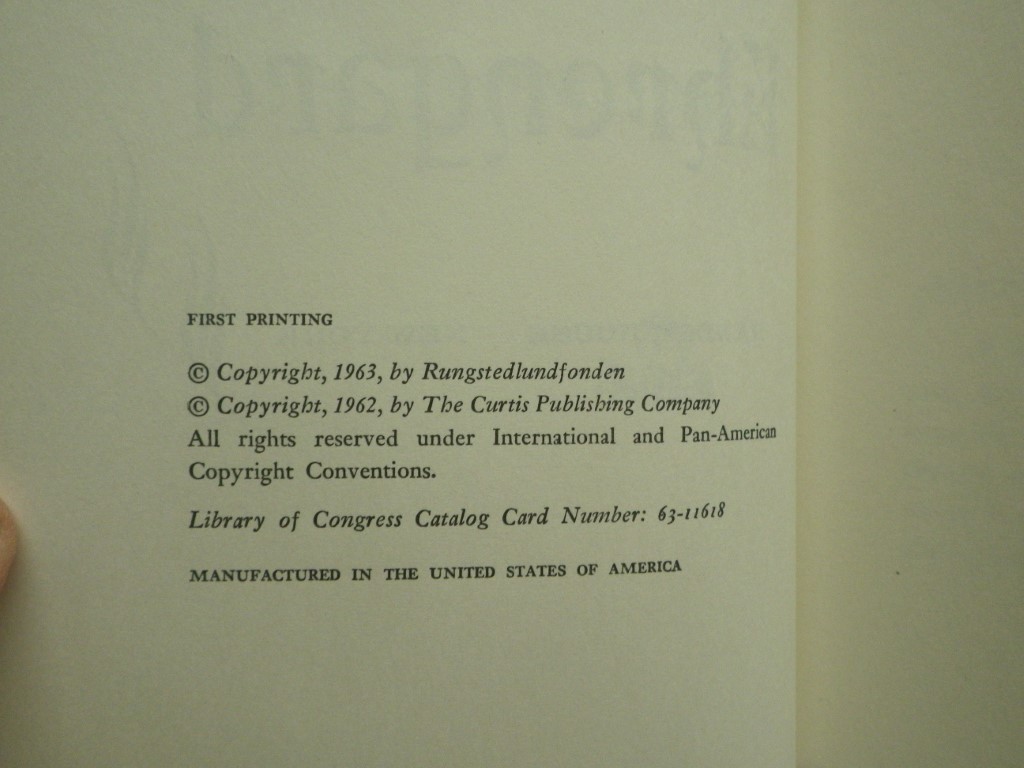 Ehrengard
FIRST PRINTING
© Copyright, 1963, by Rungstedlundfonden
© Copyright, 1962, by The Curtis Publishing Company
All rights reserved under International and Pan-American
Copyright Conventions.
Library of Congress Catalog Card Number: 63-11618
MANUFACTURED IN THE UNITED STATES OF AMERICA